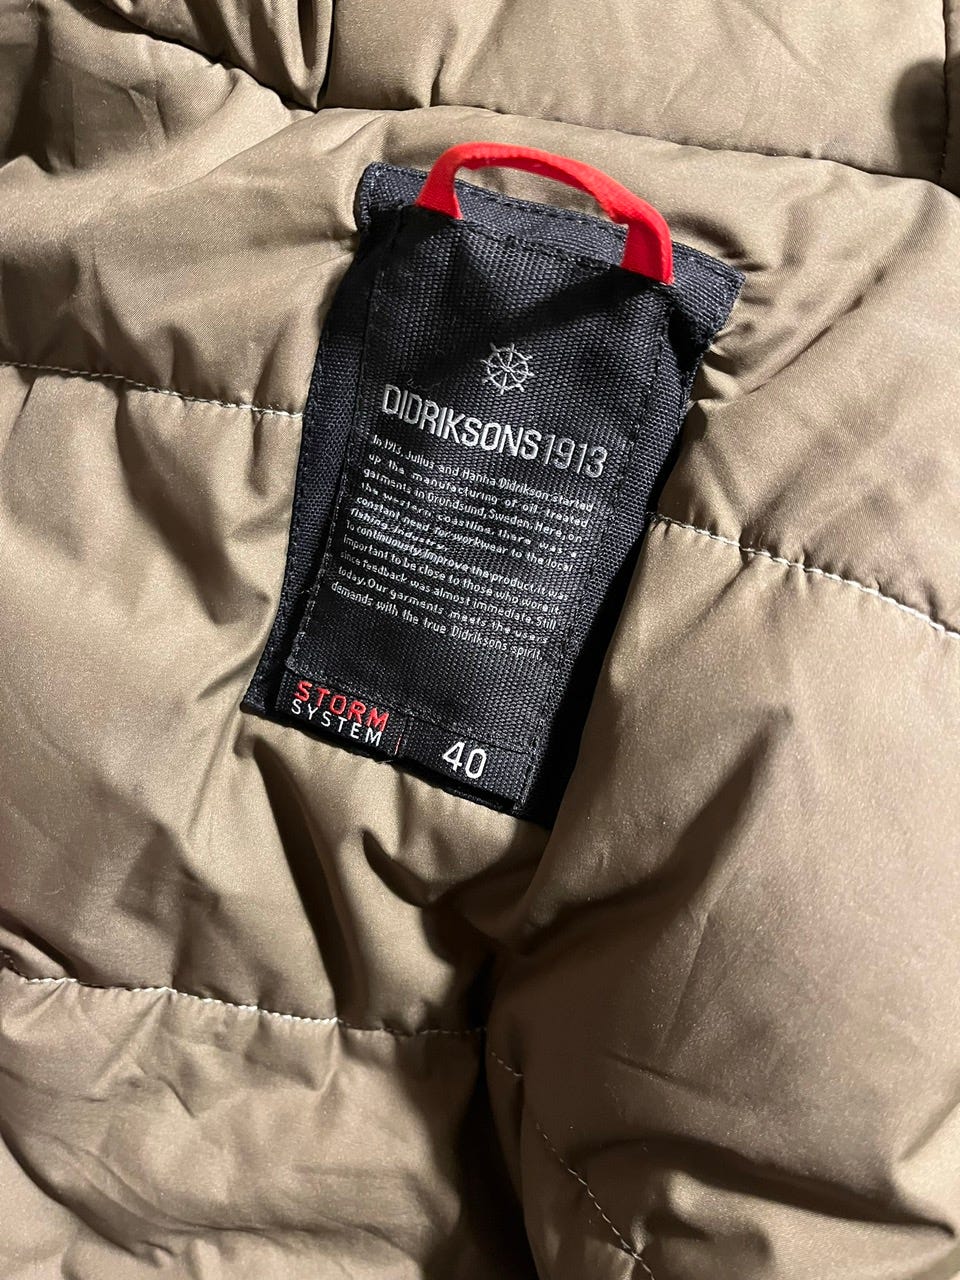 DIDRIKSONS1913
In 1913, Julius and Hanna Didrikson started
up the manufacturing of oil treated
garments in Grundsund, Sweden. Here, on
the western coastline there was a
constant need for workwear to the local
fishing industry.
To continuously improve the product, it was
important to be close to those who wore it,
since feedback was almost immediate. Still
today. Our garments meets the users
demands with the true Didriksons spirit.
STORM
SYSTEM
40